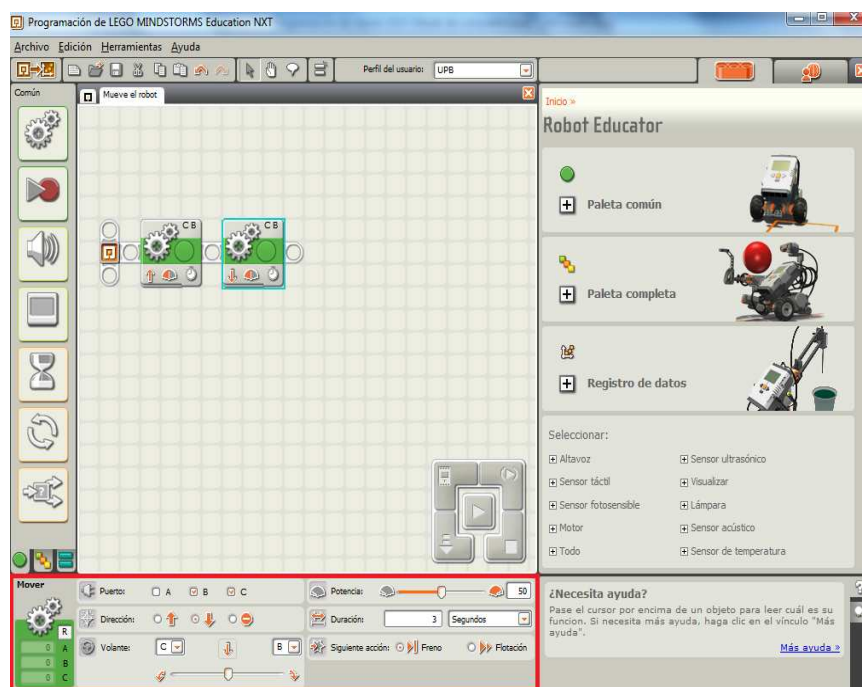 Programación de LEGO MINDSTORMS Education NXT
Archivo Edición Herramientas Ayuda
Perfil del usuario: UPB
Común
Mueve el robot
C B
C B
Inicio »
Robot Educator
Paleta común
Paleta completa
Registro de datos
Seleccionar:
Altavoz
Sensor ultrasónico
Sensor táctil
Visualizar
Sensor fotosensible
Lámpara
Motor
Sensor acústico
Todo
Sensor de temperatura
Mover
R
0 A
0 B
0 C
Puerto: A B C
Dirección:
Volante: C B
Potencia: 50
Duración: 3 Segundos
Siguiente acción: Freno Flotación
¿Necesita ayuda?
Pase el cursor por encima de un objeto para leer cuál es su
funcion. Si necesita más ayuda, haga clic en el vínculo "Más
ayuda".
Más ayuda »